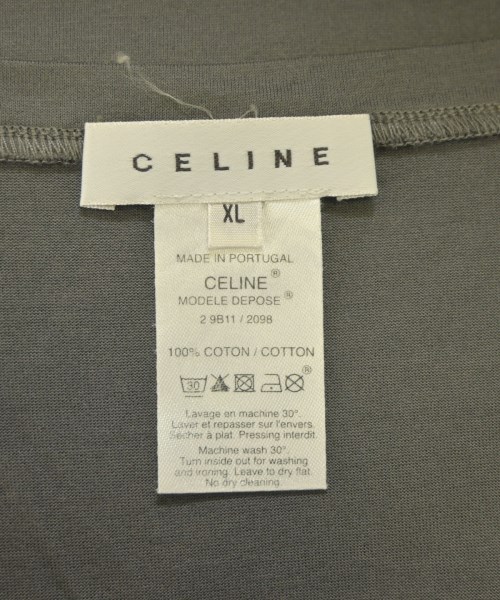 CELINE
XL
MADE IN PORTUGAL
CELINE®
MODELE DEPOSE®
2 9B11 / 2098
100% COTON / COTTON
30 ®
Lavage en machine 30°.
Laver et repasser sur l'envers.
Sécher à plat. Pressing interdit.
Machine wash 30°.
Turn inside out for washing
and ironing. Leave to dry flat.
No dry cleaning.